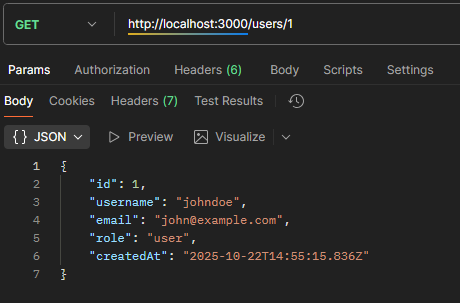 GET http://localhost:3000/users/1
Params Authorization Headers (6) Body Scripts Settings
Body Cookies Headers (7) Test Results
{} JSON Preview Visualize
1 {
2 "id": 1,
3 "username": "johndoe",
4 "email": "john@example.com",
5 "role": "user",
6 "createdAt": "2025-10-22T14:55:15.836Z"
7 }